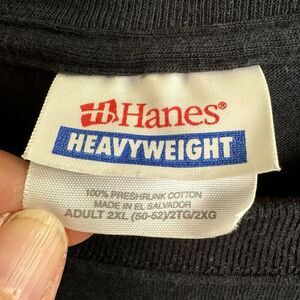 Hanes®
HEAVYWEIGHT
100% PRESHRUNK COTTON
MADE IN EL SALVADOR
ADULT 2XL (50-52)/2TG/2XG